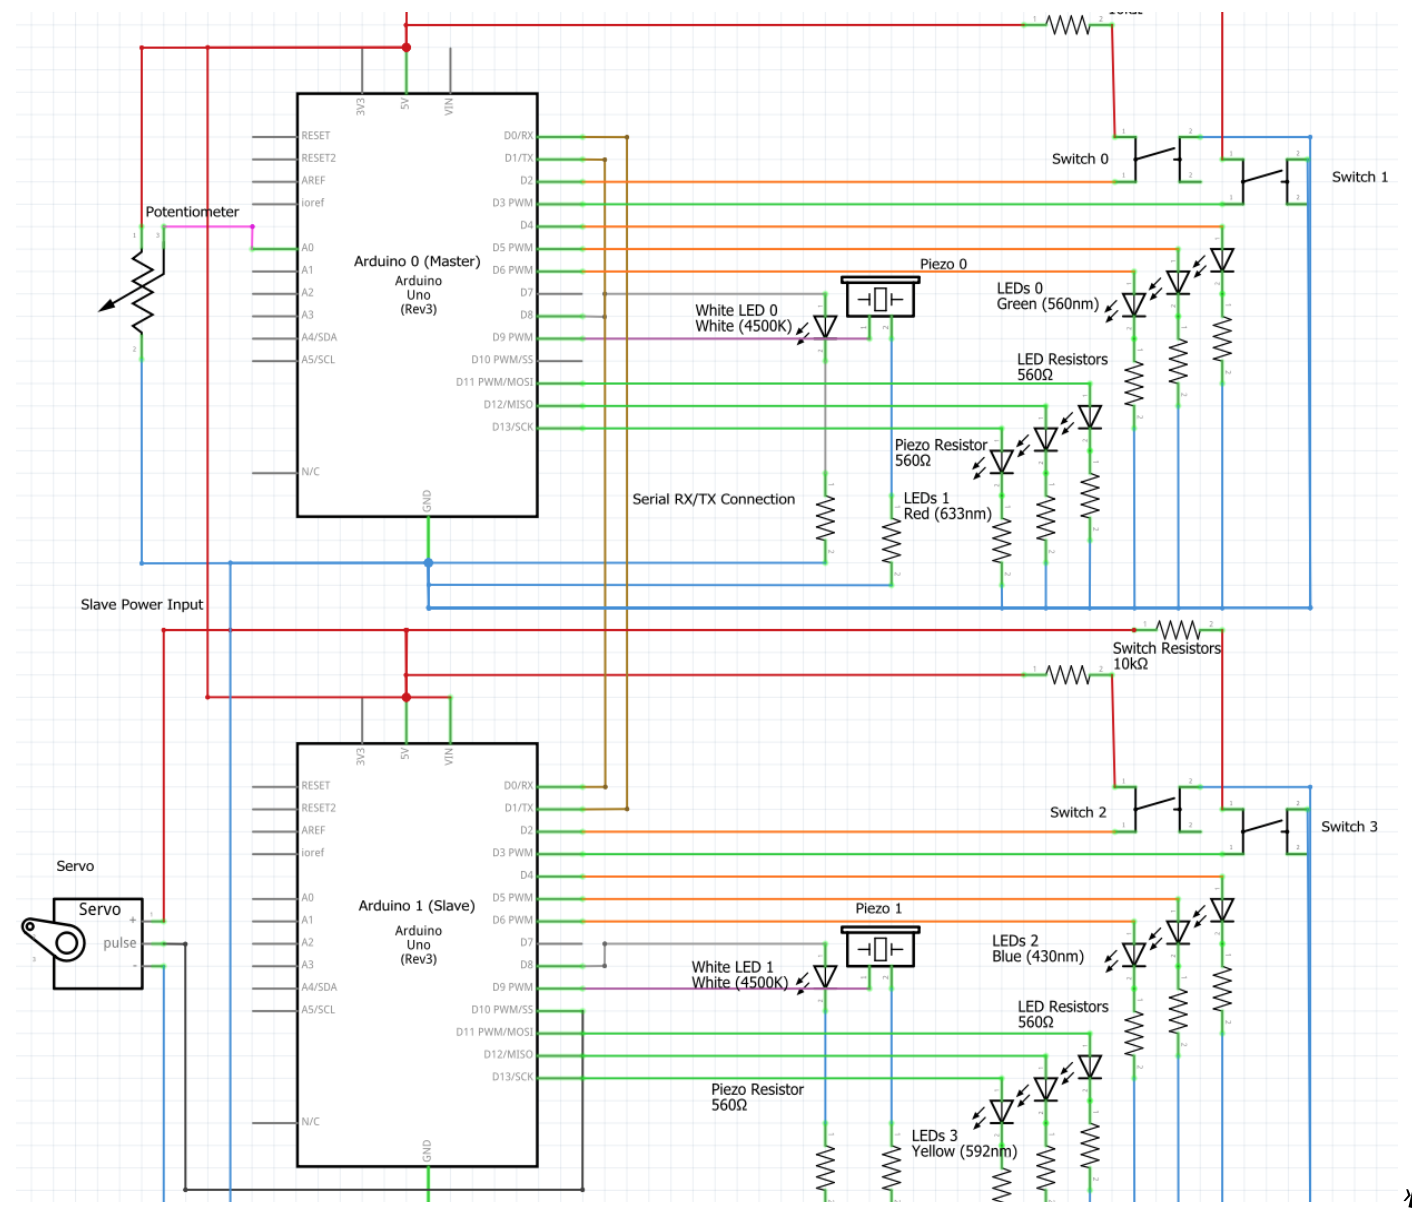 3V3
5V
VIN
RESET
RESET2
AREF
ioref
A0
A1
A2
A3
A4/SDA
A5/SCL
N/C
GND
D0/RX
D1/TX
D2
D3 PWM
D4
D5 PWM
D6 PWM
D7
D8
D9 PWM
D10 PWM/SS
D11 PWM/MOSI
D12/MISO
D13/SCK
Arduino 0 (Master)
Arduino
Uno
(Rev3)
Potentiometer
Switch 0
Switch 1
Piezo 0
White LED 0
White (4500K)
LEDs 0
Green (560nm)
LED Resistors
560Ω
Piezo Resistor
560Ω
LEDs 1
Red (633nm)
Serial RX/TX Connection
Slave Power Input
Switch Resistors
10kΩ
3V3
5V
VIN
RESET
RESET2
AREF
ioref
A0
A1
A2
A3
A4/SDA
A5/SCL
N/C
GND
D0/RX
D1/TX
D2
D3 PWM
D4
D5 PWM
D6 PWM
D7
D8
D9 PWM
D10 PWM/SS
D11 PWM/MOSI
D12/MISO
D13/SCK
Arduino 1 (Slave)
Arduino
Uno
(Rev3)
Servo
Servo
+
pulse
-
Switch 2
Switch 3
Piezo 1
White LED 1
White (4500K)
LEDs 2
Blue (430nm)
LED Resistors
560Ω
Piezo Resistor
560Ω
LEDs 3
Yellow (592nm)